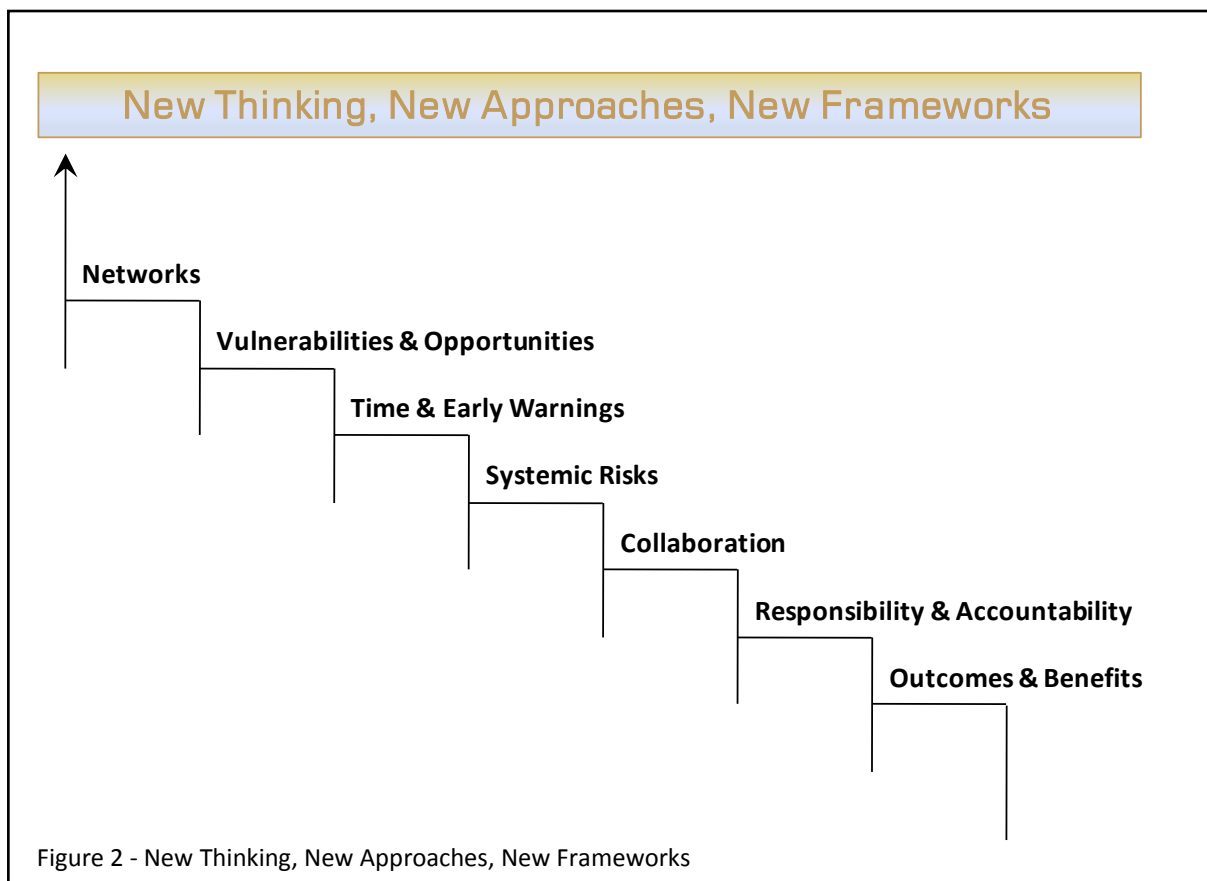 New Thinking, New Approaches, New Frameworks
Networks
Vulnerabilities & Opportunities
Time & Early Warnings
Systemic Risks
Collaboration
Responsibility & Accountability
Outcomes & Benefits
Figure 2 - New Thinking, New Approaches, New Frameworks